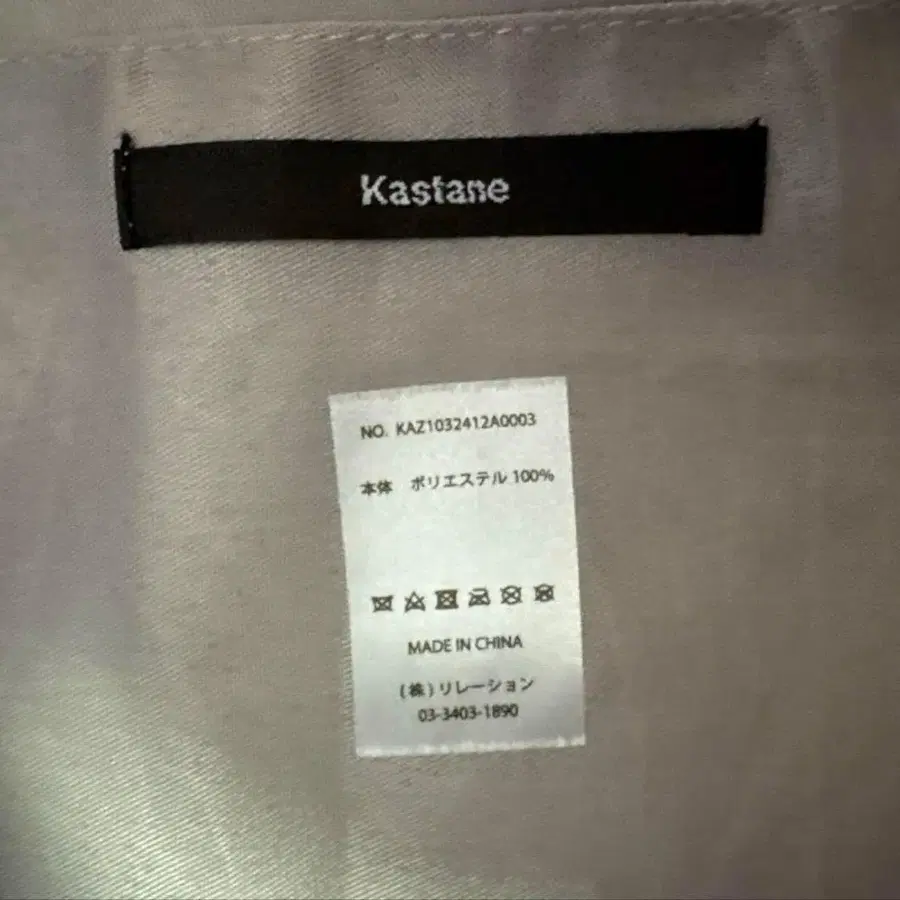 Kastane
NO. KAZ1032412A0003
本体 ポリエステル 100%
MADE IN CHINA
(株)リレーション
03-3403-1890